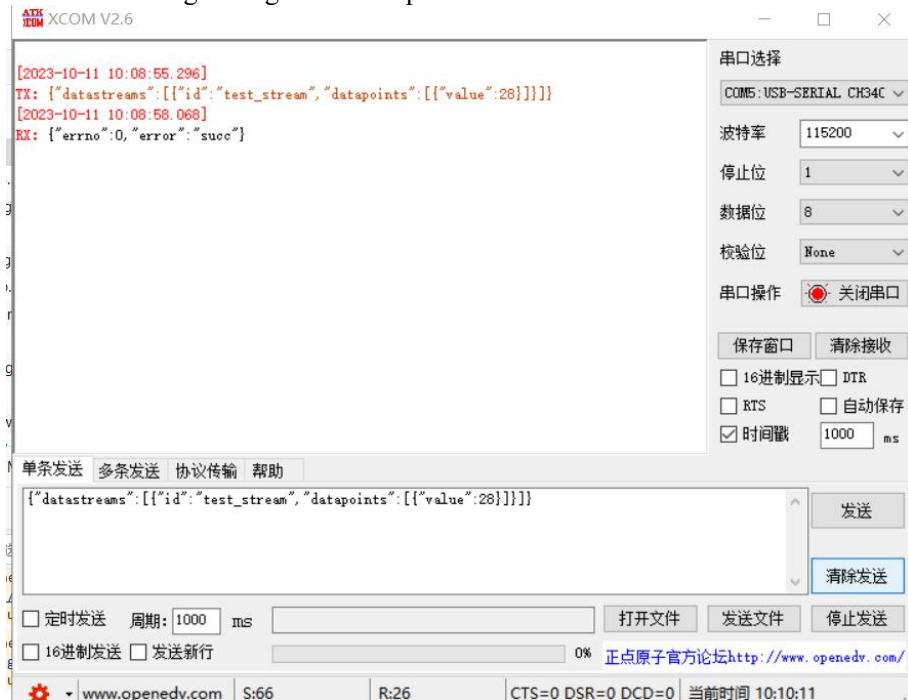 XCOM V2.6
[2023-10-11 10:08:55.296]
TX: {"datastreams":[{"id":"test_stream","datapoints":[{"value":28}]}]}
[2023-10-11 10:08:58.068]
RX: {"errno":0,"error":"succ"}
串口选择
COM5:USB-SERIAL CH34C
波特率 115200
停止位 1
数据位 8
校验位 None
串口操作 关闭串口
保存窗口 清除接收
16进制显示 DTR
RTS 自动保存
时间戳 1000 ms
单条发送 多条发送 协议传输 帮助
{"datastreams":[{"id":"test_stream","datapoints":[{"value":28}]}]}
发送
清除发送
定时发送 周期: 1000 ms 打开文件 发送文件 停止发送
16进制发送 发送新行 0% 正点原子官方论坛http://www.openedv.com/
www.openedv.com S:66 R:26 CTS=0 DSR=0 DCD=0 当前时间 10:10:11